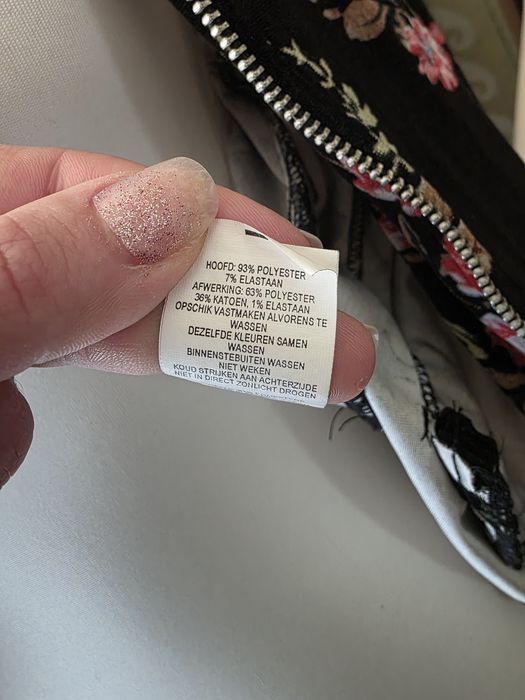 HOOFD: 93% POLYESTER
7% ELASTAAN
AFWERKING: 63% POLYESTER
36% KATOEN, 1% ELASTAAN
OPSCHIK VASTMAKEN ALVORENS TE
WASSEN
DEZELFDE KLEUREN SAMEN
WASSEN
BINNENSTEBUITEN WASSEN
NIET WEKEN
KOUD STRIJKEN AAN ACHTERZIJDE
NIET IN DIRECT ZONLICHT DROGEN